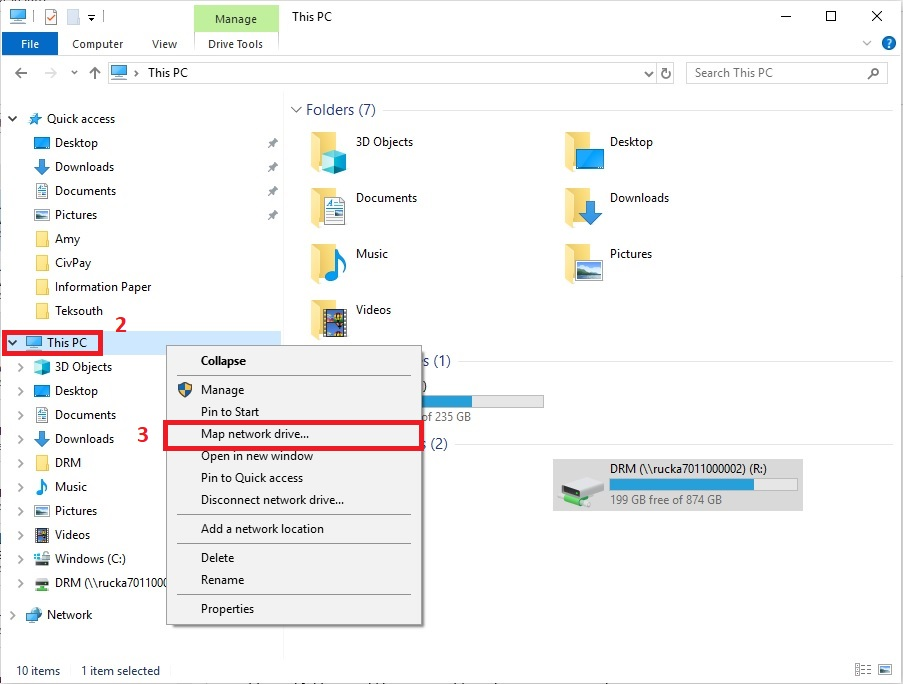 Manage
This PC
File
Computer
View
Drive Tools
This PC
Search This PC
Quick access
Desktop
Downloads
Documents
Pictures
Amy
CivPay
Information Paper
Teksouth
2
This PC
3D Objects
Desktop
Documents
Downloads
DRM
Music
Pictures
Videos
Windows (C:)
DRM (\\rucka701100
Network
Folders (7)
3D Objects
Desktop
Documents
Downloads
Music
Pictures
Videos
s (1)
)
of 235 GB
s (2)
DRM (\\rucka7011000002) (R:)
199 GB free of 874 GB
Collapse
Manage
Pin to Start
3
Map network drive...
Open in new window
Pin to Quick access
Disconnect network drive...
Add a network location
Delete
Rename
Properties
10 items
1 item selected